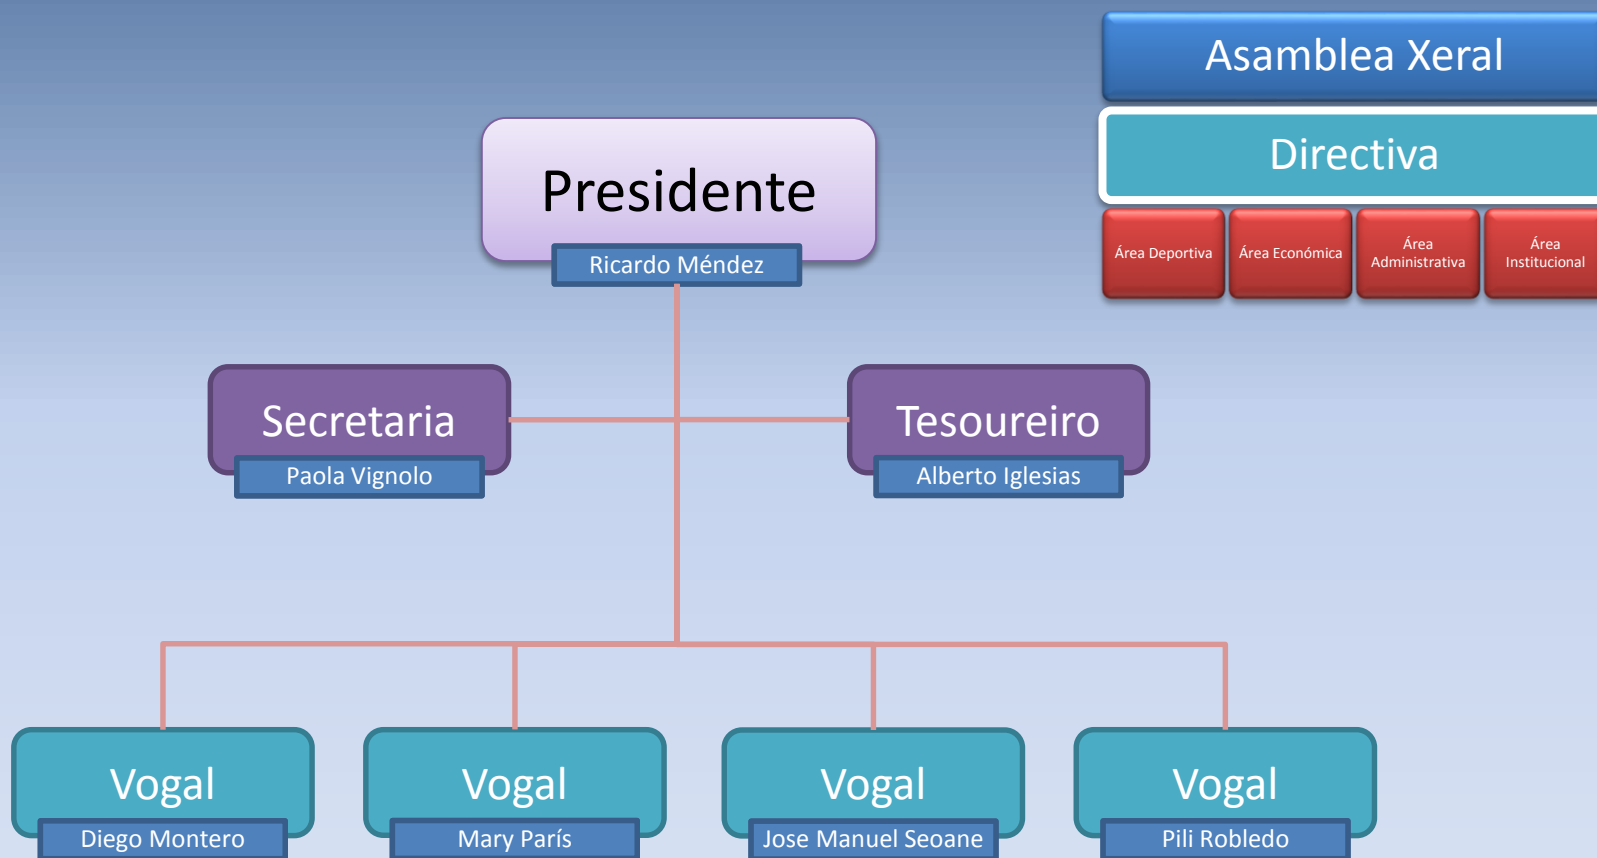 Asamblea Xeral
Directiva
Área Deportiva
Área Económica
Área
Administrativa
Área
Institucional
Presidente
Ricardo Méndez
Secretaria
Paola Vignolo
Tesoureiro
Alberto Iglesias
Vogal
Diego Montero
Vogal
Mary París
Vogal
Jose Manuel Seoane
Vogal
Pili Robledo